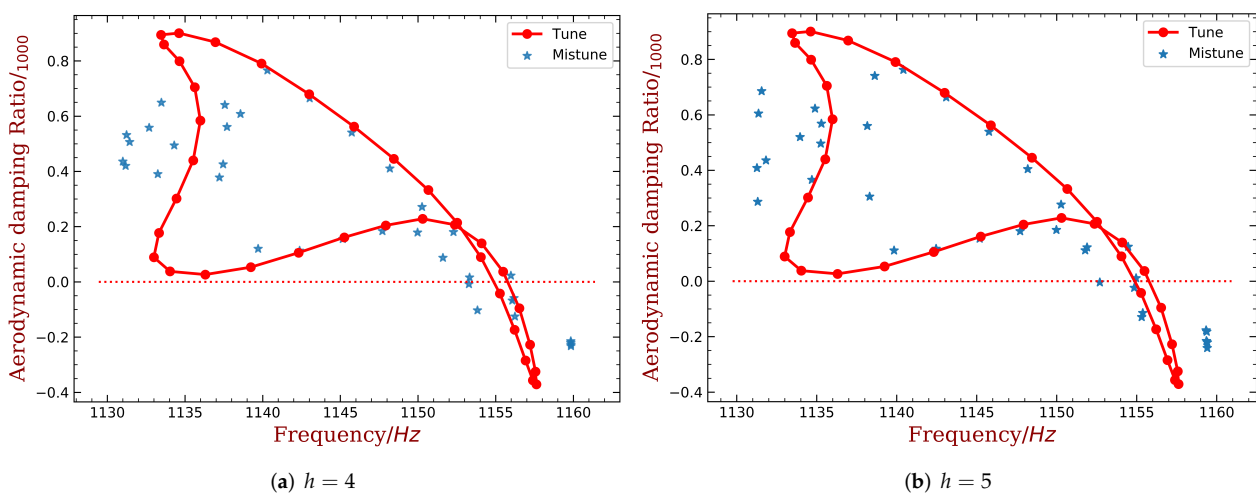 Aerodynamic damping Ratio/1000
0.8
0.6
0.4
0.2
0.0
−0.2
−0.4
1130 1135 1140 1145 1150 1155 1160
Frequency/Hz
Tune
Mistune
(a) h = 4
Aerodynamic damping Ratio/1000
0.8
0.6
0.4
0.2
0.0
−0.2
−0.4
1130 1135 1140 1145 1150 1155 1160
Frequency/Hz
Tune
Mistune
(b) h = 5